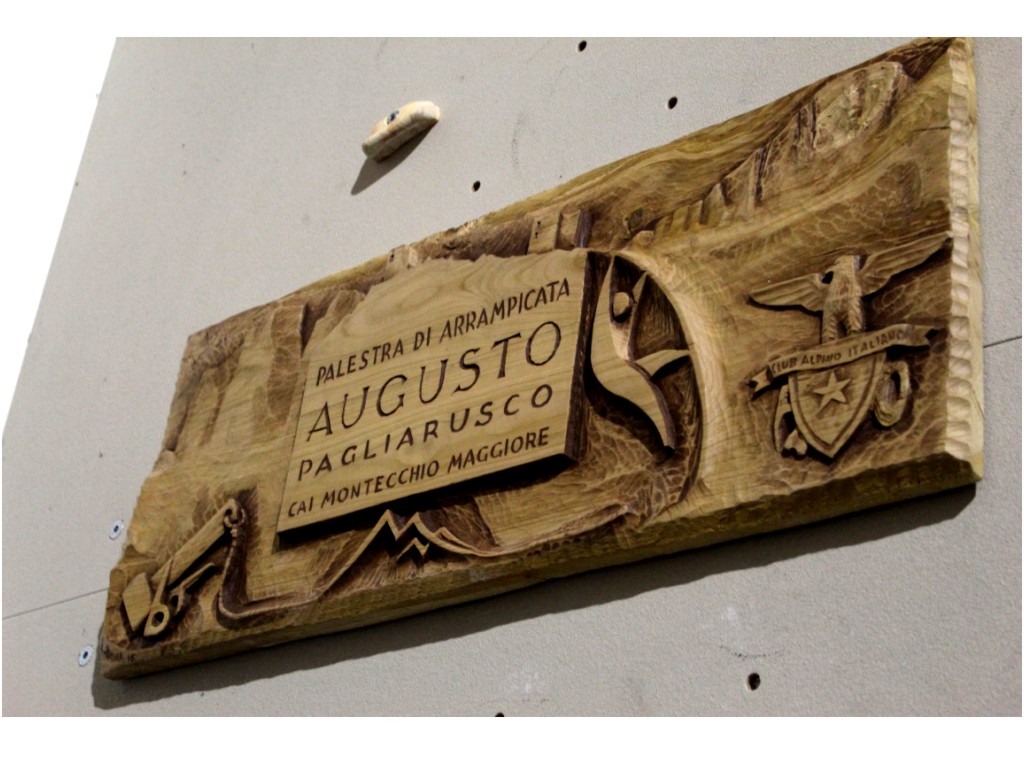 PALESTRA DI ARRAMPICATA
AUGUSTO
PAGLIARUSCO
CAI MONTECCHIO MAGGIORE
CLUB ALPINO ITALIANO